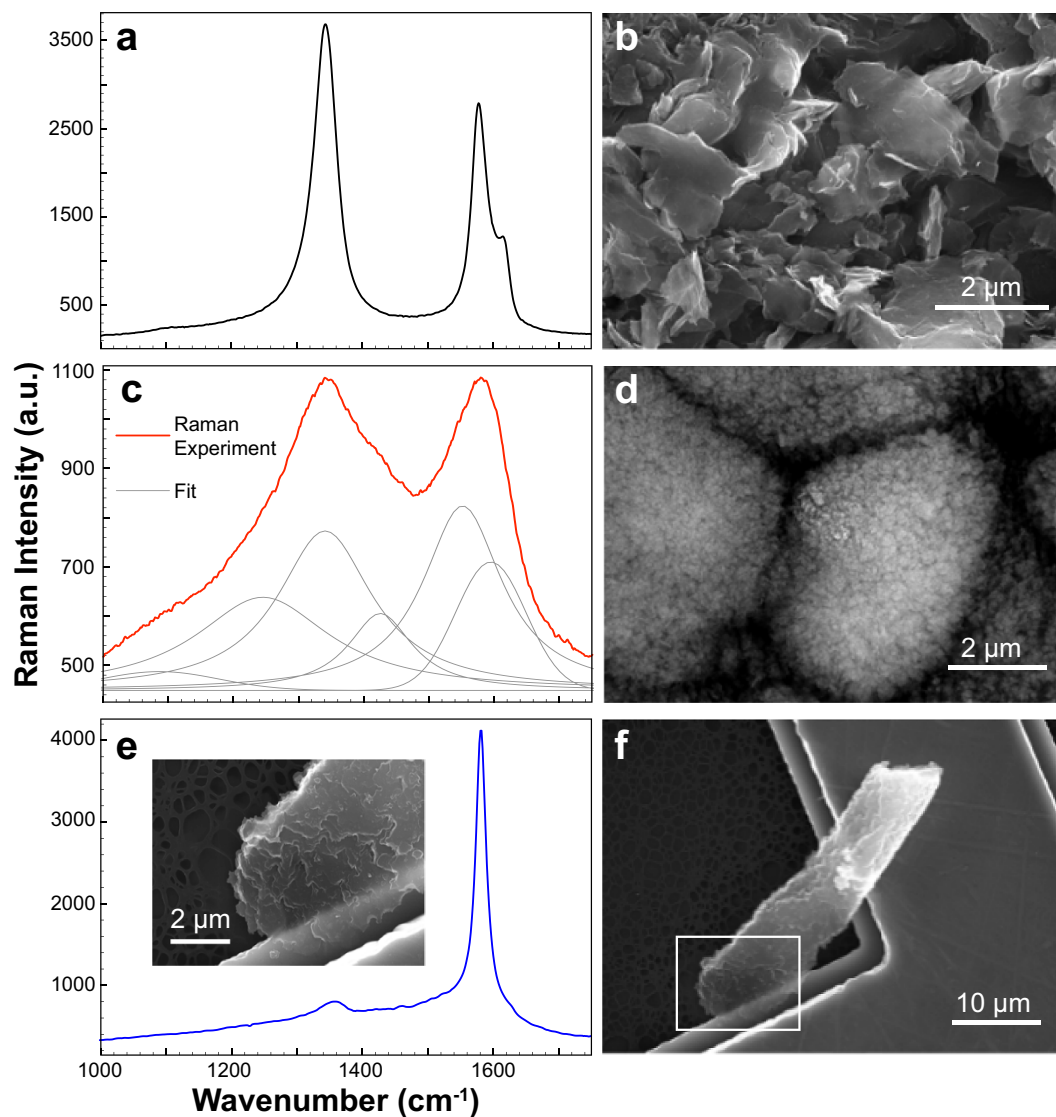 a
3500
2500
1500
500
b
2 µm
c
1100
900
700
500
Raman
Experiment
Fit
d
2 µm
Raman Intensity (a.u.)
e
4000
3000
2000
1000
2 µm
f
10 µm
1000
1200
1400
1600
Wavenumber (cm⁻¹)